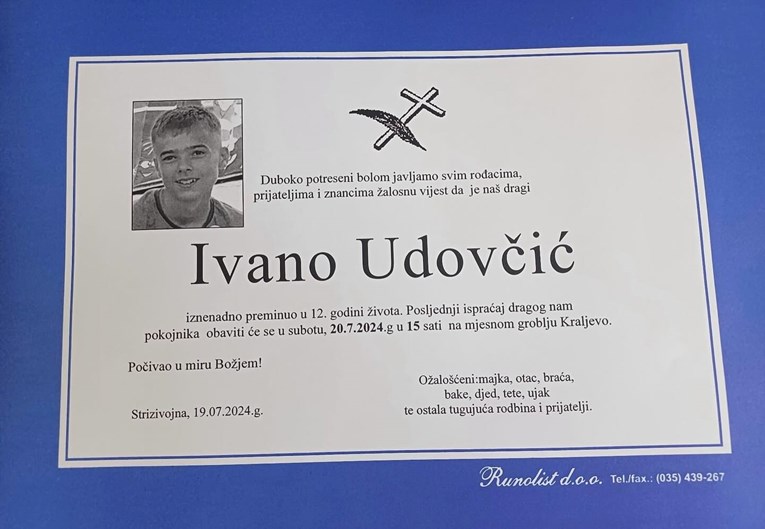 Duboko potreseni bolom javljamo svim rođacima,
prijateljima i znancima žalosnu vijest da je naš dragi
Ivano Udovčić
iznenadno preminuo u 12. godini života. Posljednji ispraćaj dragog nam
pokojnika obaviti će se u subotu, 20.7.2024.g u 15 sati na mjesnom groblju Kraljevo.
Počivao u miru Božjem!
Ožalošćeni:majka, otac, braća,
bake, djed, tete, ujak
te ostala tugujuća rodbina i prijatelji.
Strizivojna, 19.07.2024.g.
Runolist d.o.o. Tel./fax.: (035) 439-267